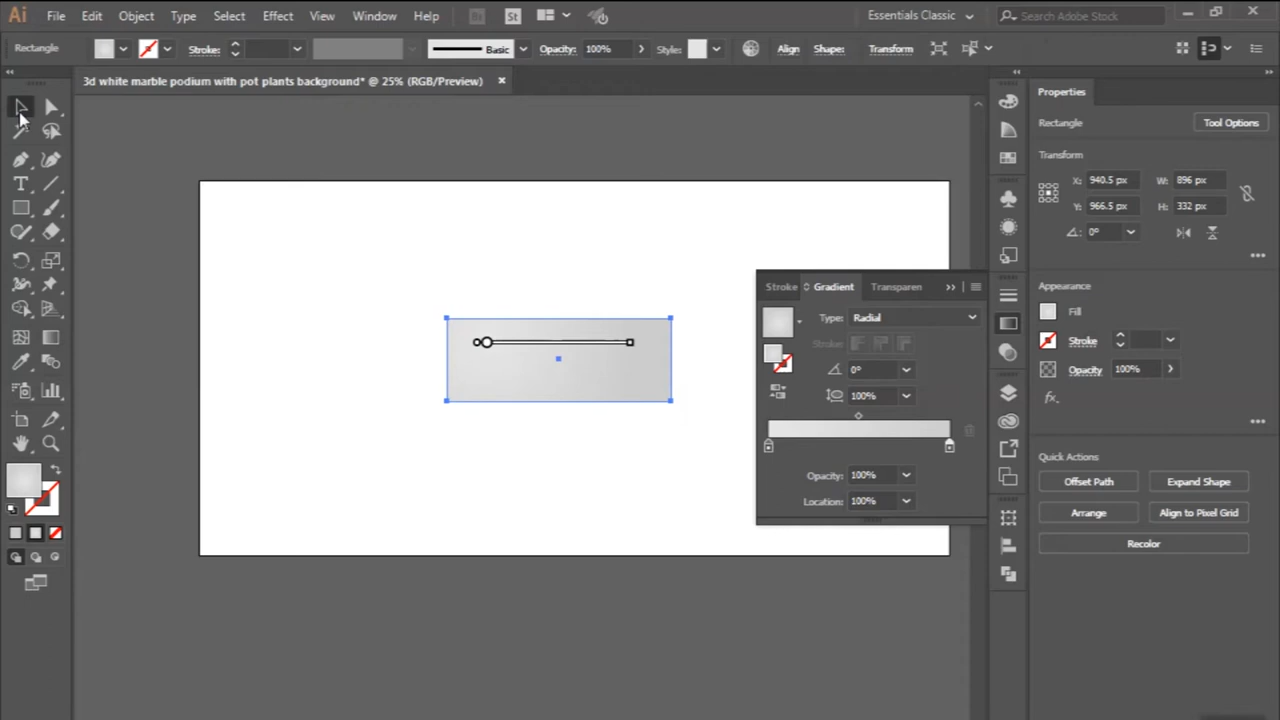 Ai File Edit Object Type Select Effect View Window Help Br St Essentials Classic Search Adobe Stock
Rectangle Stroke: Basic Opacity: 100% Style: Align Shape: Transform
3d white marble podium with pot plants background* @ 25% (RGB/Preview)
Properties
Rectangle Tool Options
Transform
X: 940.5 px W: 896 px
Y: 966.5 px H: 332 px
0°
Appearance
Fill
Stroke
Opacity 100%
fx.
Quick Actions
Offset Path Expand Shape
Arrange Align to Pixel Grid
Recolor
Stroke Gradient Transparen
Type: Radial
Stroke:
0°
100%
Opacity: 100%
Location: 100%